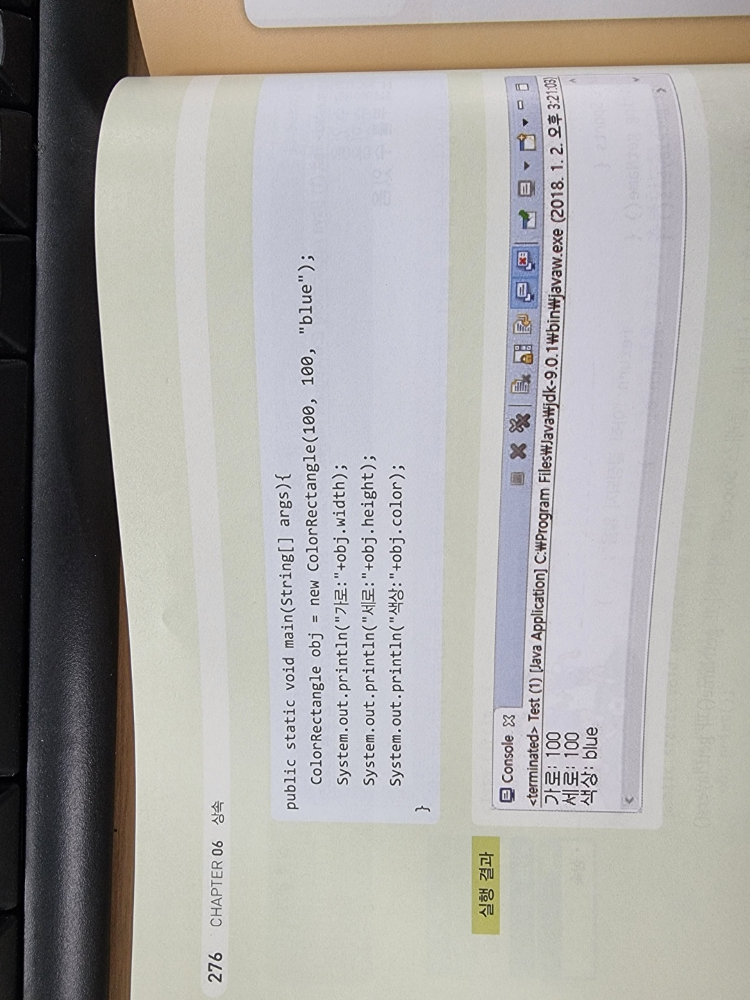 276 CHAPTER 06 상속
public static void main(String[] args){
ColorRectangle obj = new ColorRectangle(100, 100, "blue");
System.out.println("가로:"+obj.width);
System.out.println("세로:"+obj.height);
System.out.println("색상:"+obj.color);
}
실행 결과
Console
<terminated> Test (1) [Java Application] C:₩Program Files₩Java₩jdk-9.0.1₩bin₩javaw.exe (2018. 1. 2. 오후 3:21:03)
가로: 100
세로: 100
색상: blue